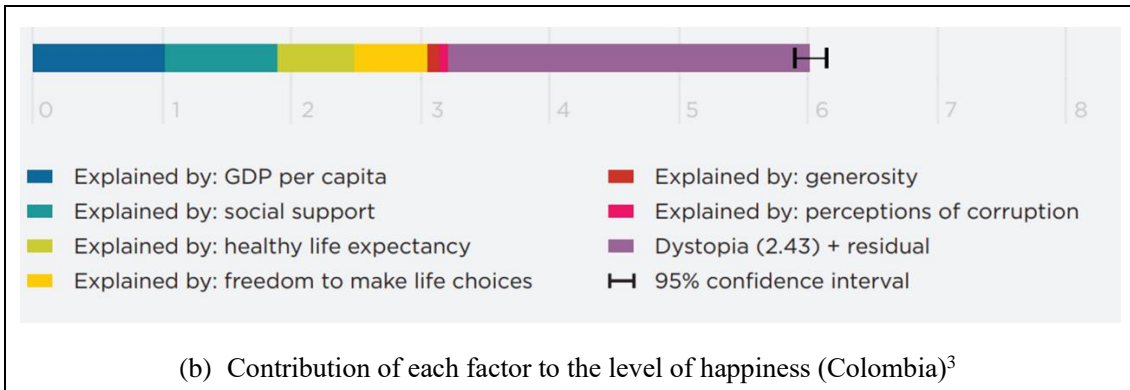 0 1 2 3 4 5 6 7 8
Explained by: GDP per capita
Explained by: social support
Explained by: healthy life expectancy
Explained by: freedom to make life choices
Explained by: generosity
Explained by: perceptions of corruption
Dystopia (2.43) + residual
95% confidence interval
(b) Contribution of each factor to the level of happiness (Colombia)³